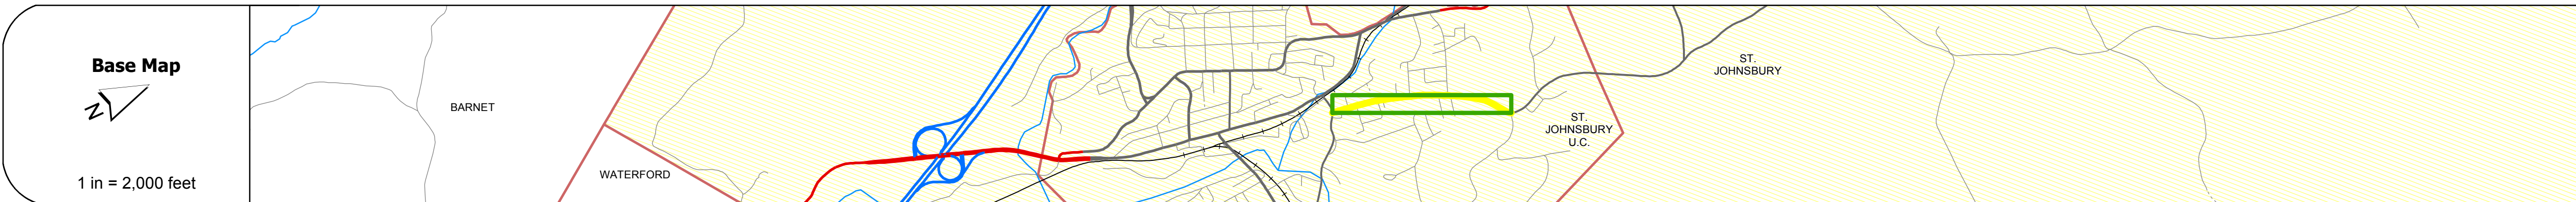 Base Map
N
1 in = 2,000 feet
BARNET
WATERFORD
ST.
JOHNSBURY
U.C.
ST.
JOHNSBURY